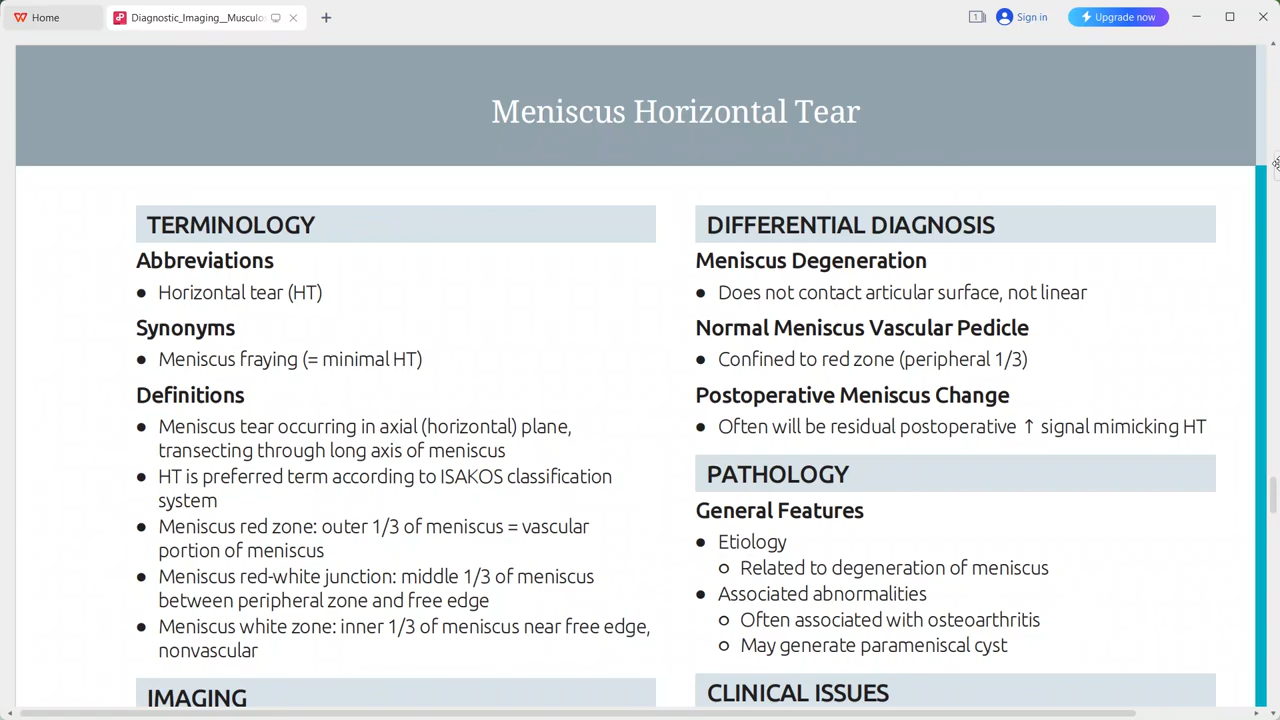 Home
Diagnostic_Imaging__Musculos
1
Sign in
Upgrade now
Meniscus Horizontal Tear
TERMINOLOGY
Abbreviations
● Horizontal tear (HT)
Synonyms
● Meniscus fraying (= minimal HT)
Definitions
● Meniscus tear occurring in axial (horizontal) plane,
transecting through long axis of meniscus
● HT is preferred term according to ISAKOS classification
system
● Meniscus red zone: outer 1/3 of meniscus = vascular
portion of meniscus
● Meniscus red-white junction: middle 1/3 of meniscus
between peripheral zone and free edge
● Meniscus white zone: inner 1/3 of meniscus near free edge,
nonvascular
IMAGING
DIFFERENTIAL DIAGNOSIS
Meniscus Degeneration
● Does not contact articular surface, not linear
Normal Meniscus Vascular Pedicle
● Confined to red zone (peripheral 1/3)
Postoperative Meniscus Change
● Often will be residual postoperative ↑ signal mimicking HT
PATHOLOGY
General Features
● Etiology
○ Related to degeneration of meniscus
● Associated abnormalities
○ Often associated with osteoarthritis
○ May generate parameniscal cyst
CLINICAL ISSUES